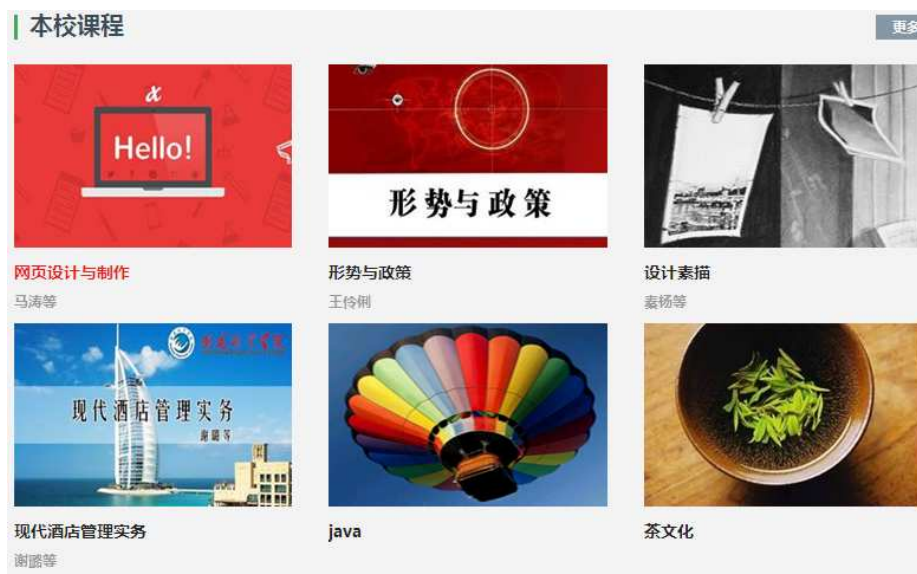 本校课程
更多
Hello!
形势与政策
网页设计与制作
形势与政策
设计素描
马涛等
王伶俐
现代酒店管理实务
谢璐等
现代酒店管理实务
java
茶文化
谢璐等